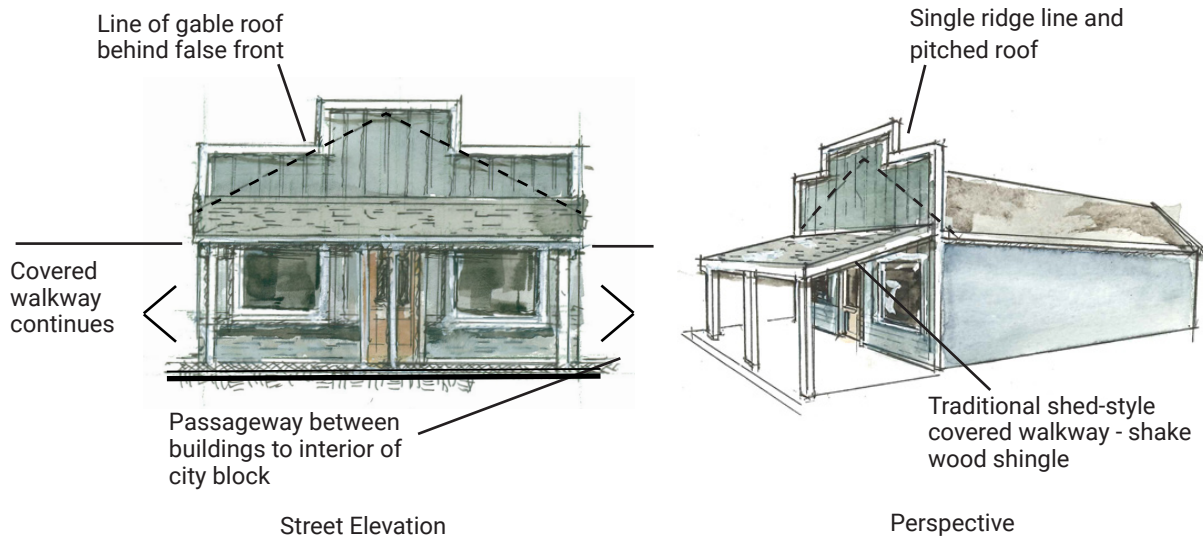 Line of gable roof
behind false front
Single ridge line and
pitched roof
Covered
walkway
continues
Passageway between
buildings to interior of
city block
Traditional shed-style
covered walkway - shake
wood shingle
Street Elevation
Perspective